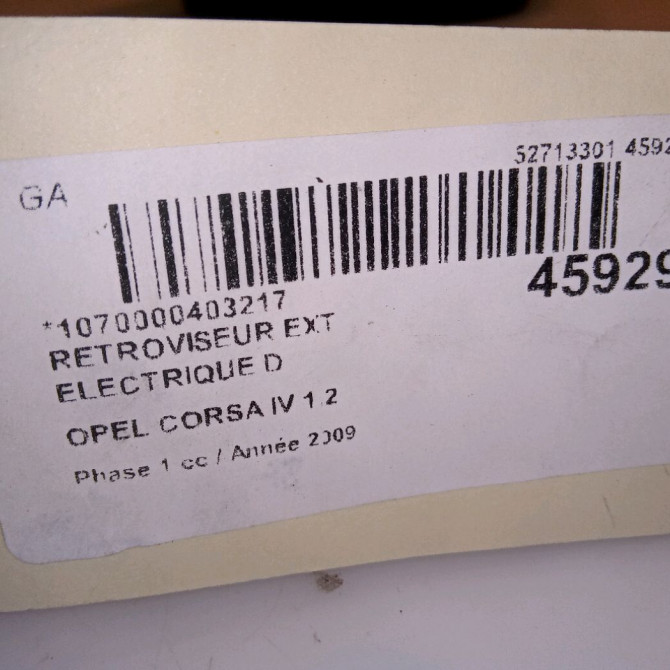 GA
52713301 4592
45929
*1070000403217
RETROVISEUR EXT
ELECTRIQUE D
OPEL CORSA IV 1.2
Phase 1 cc / Année 2009